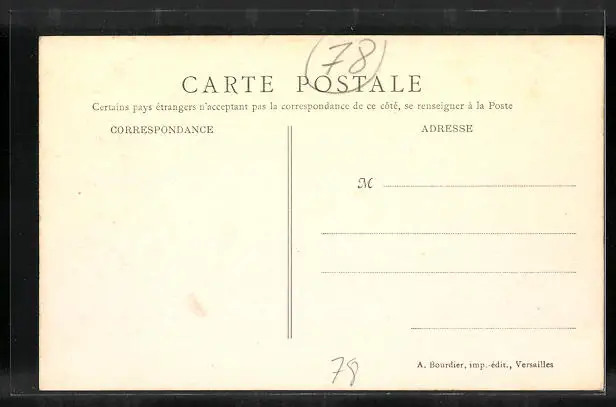 (78)
CARTE POSTALE
Certains pays étrangers n'acceptant pas la correspondance de ce côté, se renseigner à la Poste
CORRESPONDANCE
ADRESSE
M
78
A. Bourdier, imp.-édit., Versailles